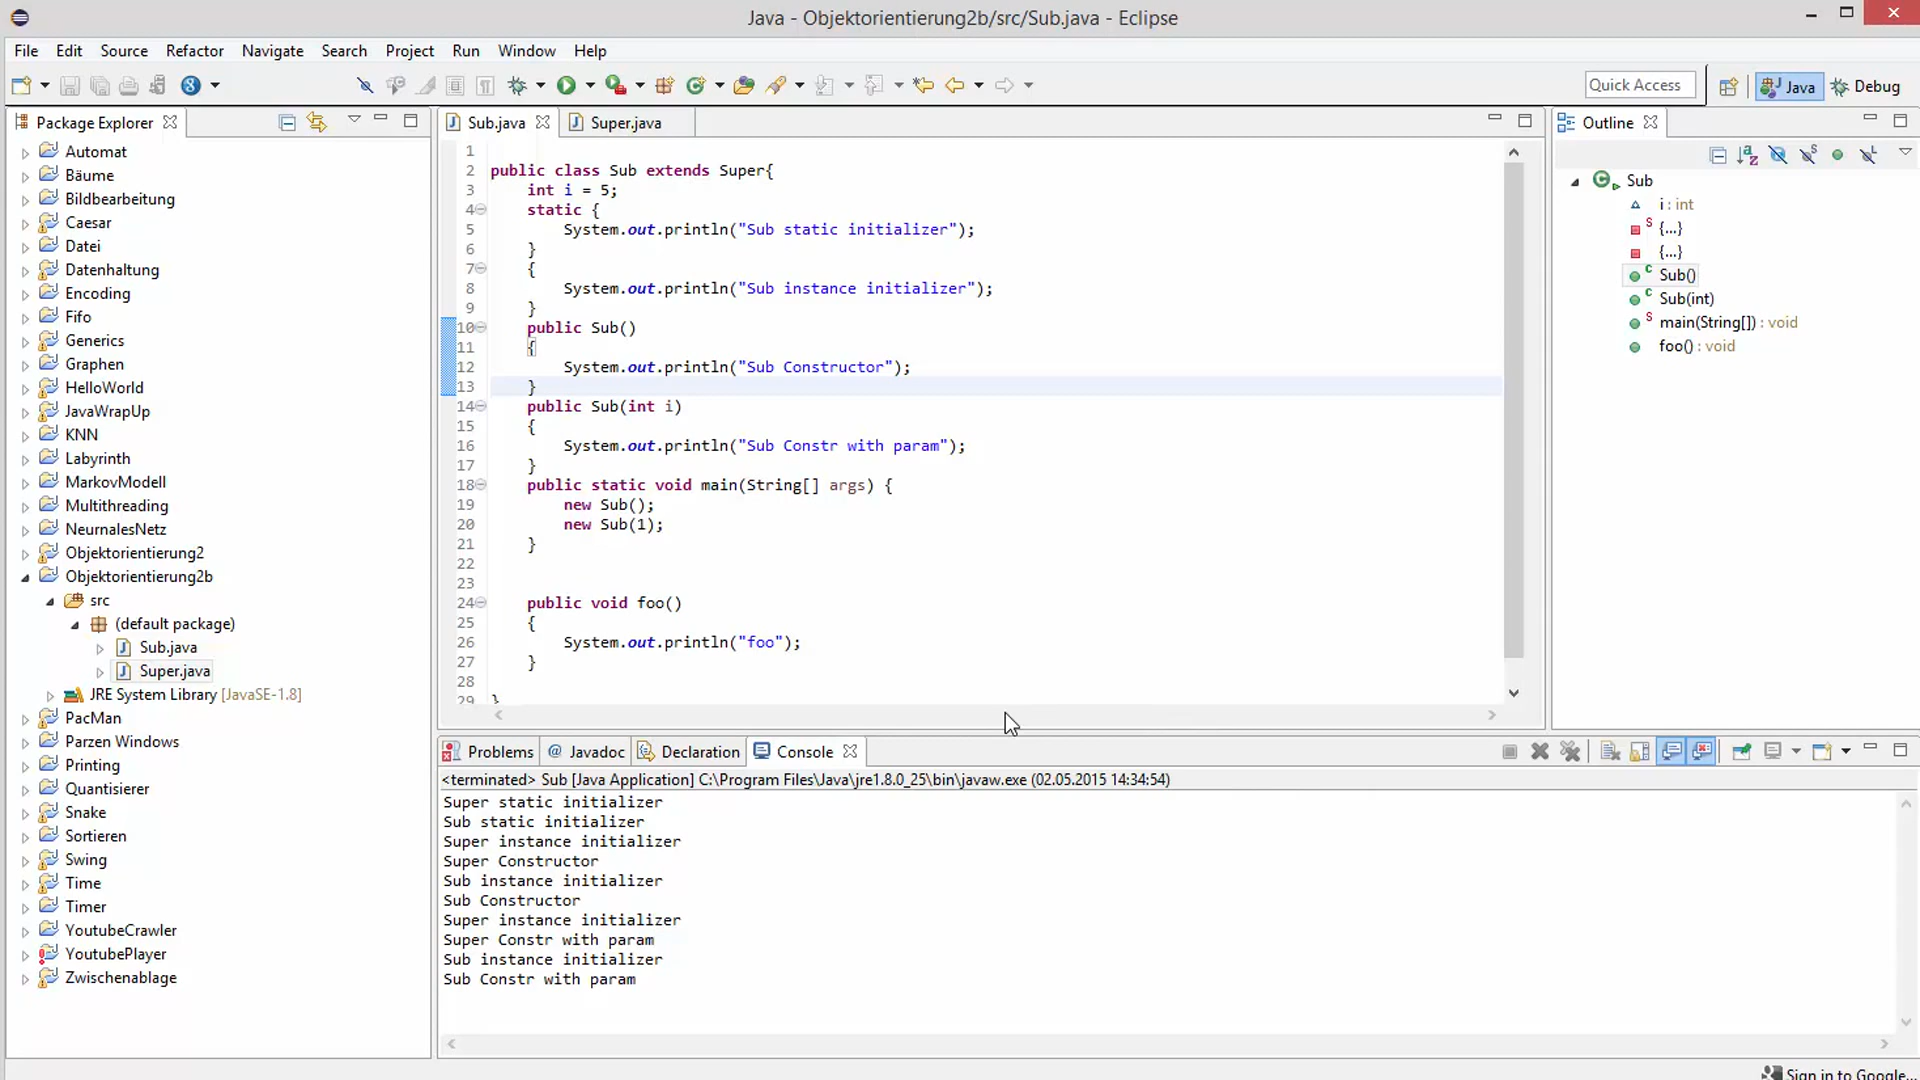 Java - Objektorientierung2b/src/Sub.java - Eclipse
File Edit Source Refactor Navigate Search Project Run Window Help
8
Quick Access
Java
Debug
Package Explorer
Automat
Bäume
Bildbearbeitung
Caesar
Datei
Datenhaltung
Encoding
Fifo
Generics
Graphen
HelloWorld
JavaWrapUp
KNN
Labyrinth
MarkovModell
Multithreading
NeurnalesNetz
Objektorientierung2
Objektorientierung2b
src
(default package)
Sub.java
Super.java
JRE System Library [JavaSE-1.8]
PacMan
Parzen Windows
Printing
Quantisierer
Snake
Sortieren
Swing
Time
Timer
YoutubeCrawler
YoutubePlayer
Zwischenablage
Sub.java Super.java
1
2 public class Sub extends Super{
3 int i = 5;
4 static {
5 System.out.println("Sub static initializer");
6 }
7 {
8 System.out.println("Sub instance initializer");
9 }
10 public Sub()
11 {
12 System.out.println("Sub Constructor");
13 }
14 public Sub(int i)
15 {
16 System.out.println("Sub Constr with param");
17 }
18 public static void main(String[] args) {
19 new Sub();
20 new Sub(1);
21 }
22
23
24 public void foo()
25 {
26 System.out.println("foo");
27 }
28
29 }
Outline
Sub
i : int
{...}
{...}
Sub()
Sub(int)
main(String[]) : void
foo() : void
Problems @ Javadoc Declaration Console
<terminated> Sub [Java Application] C:\Program Files\Java\jre1.8.0_25\bin\javaw.exe (02.05.2015 14:34:54)
Super static initializer
Sub static initializer
Super instance initializer
Super Constructor
Sub instance initializer
Sub Constructor
Super instance initializer
Super Constr with param
Sub instance initializer
Sub Constr with param
Sign in to Google...